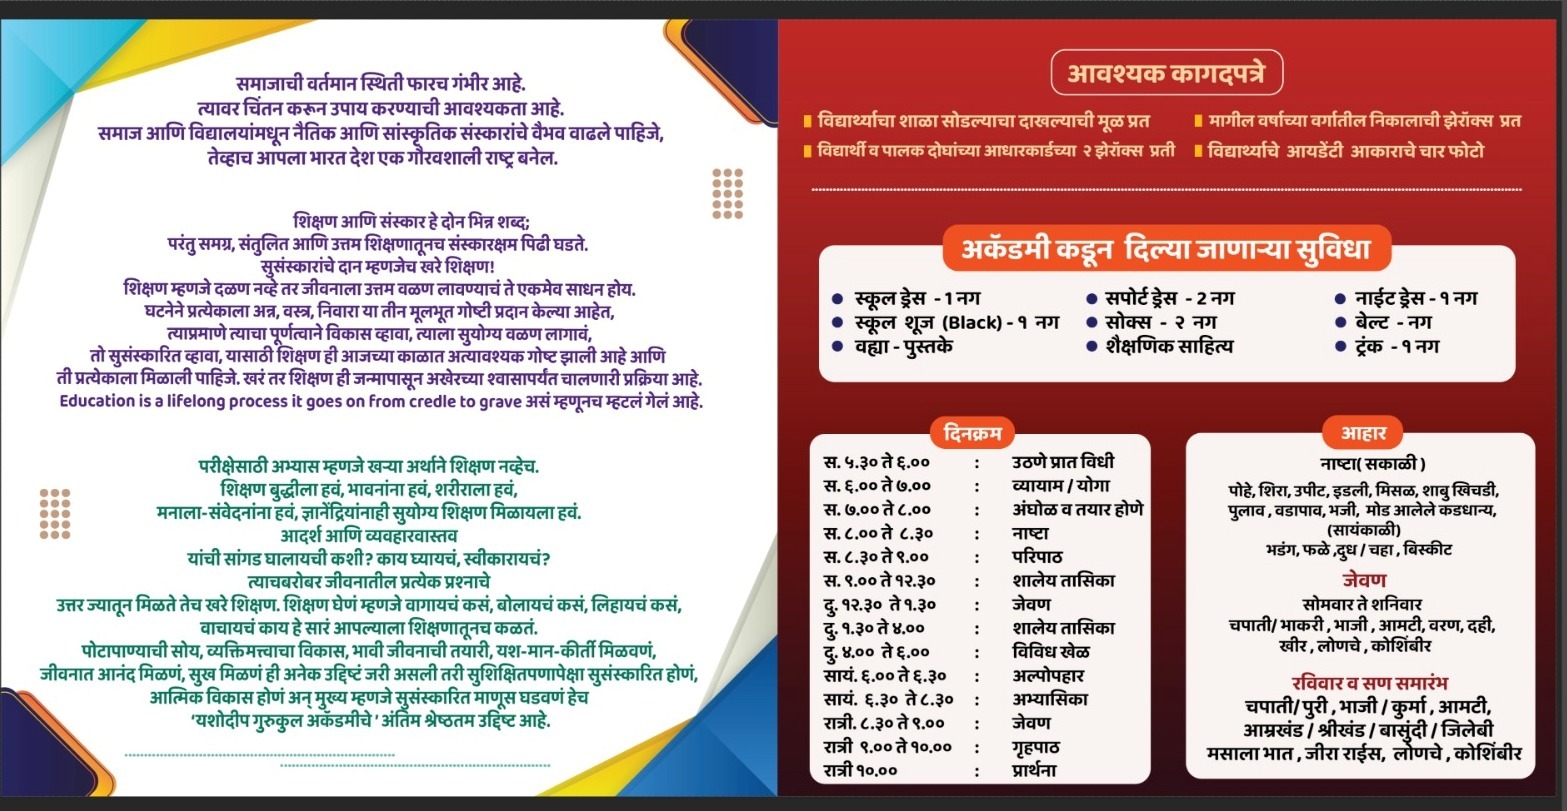 समाजाची वर्तमान स्थिती फारच गंभीर आहे.
त्यावर चिंतन करून उपाय करण्याची आवश्यकता आहे.
समाज आणि विद्यालयांमधून नैतिक आणि सांस्कृतिक संस्कारांचे वैभव वाढले पाहिजे,
तेव्हाच आपला भारत देश एक गौरवशाली राष्ट्र बनेल.
शिक्षण आणि संस्कार हे दोन भिन्न शब्द;
परंतु समग्र, संतुलित आणि उत्तम शिक्षणातूनच संस्कारक्षम पिढी घडते.
सुसंस्कारांचे दान म्हणजेच खरे शिक्षण!
शिक्षण म्हणजे दळण नव्हे तर जीवनाला उत्तम वळण लावण्याचं ते एकमेव साधन होय.
घटनेने प्रत्येकाला अन्न, वस्त्र, निवारा या तीन मूलभूत गोष्टी प्रदान केल्या आहेत,
त्याप्रमाणे त्याचा पूर्णत्वाने विकास व्हावा, त्याला सुयोग्य वळण लागावं,
तो सुसंस्कारित व्हावा, यासाठी शिक्षण ही आजच्या काळात अत्यावश्यक गोष्ट झाली आहे आणि
ती प्रत्येकाला मिळाली पाहिजे. खरं तर शिक्षण ही जन्मापासून अखेरच्या श्वासापर्यंत चालणारी प्रक्रिया आहे.
Education is a lifelong process it goes on from credle to grave असं म्हणूनच म्हटलं गेलं आहे.
परीक्षेसाठी अभ्यास म्हणजे खऱ्या अर्थाने शिक्षण नव्हेच.
शिक्षण बुद्धीला हवं, भावनांना हवं, शरीराला हवं,
मनाला-संवेदनांना हवं, ज्ञानेंद्रियांनाही सुयोग्य शिक्षण मिळायला हवं.
आदर्श आणि व्यवहारवास्तव
यांची सांगड घालायची कशी? काय घ्यायचं, स्वीकारायचं?
त्याचबरोबर जीवनातील प्रत्येक प्रश्नाचे
उत्तर ज्यातून मिळते तेच खरे शिक्षण. शिक्षण घेणं म्हणजे वागायचं कसं, बोलायचं कसं, लिहायचं कसं,
वाचायचं काय हे सारं आपल्याला शिक्षणातूनच कळतं.
पोटापाण्याची सोय, व्यक्तिमत्त्वाचा विकास, भावी जीवनाची तयारी, यश-मान-कीर्ती मिळवणं,
जीवनात आनंद मिळणं, सुख मिळणं ही अनेक उद्दिष्टं जरी असली तरी सुशिक्षितपणापेक्षा सुसंस्कारित होणं,
आत्मिक विकास होणं अन् मुख्य म्हणजे सुसंस्कारित माणूस घडवणं हेच
'यशोदीप गुरुकुल अकॅडमीचे ' अंतिम श्रेष्ठतम उद्दिष्ट आहे.
आवश्यक कागदपत्रे
विद्यार्थ्याचा शाळा सोडल्याचा दाखल्याची मूळ प्रत
मागील वर्षाच्या वर्गातील निकालाची झेरॉक्स प्रत
विद्यार्थी व पालक दोघांच्या आधारकार्डच्या २ झेरॉक्स प्रती
विद्यार्थ्याचे आयडेंटी आकाराचे चार फोटो
अकॅडमी कडून दिल्या जाणाऱ्या सुविधा
स्कूल ड्रेस - 1 नग
सपोर्ट ड्रेस - 2 नग
नाईट ड्रेस - १ नग
स्कूल शूज (Black) - १ नग
सोक्स - २ नग
बेल्ट - नग
वह्या - पुस्तके
शैक्षणिक साहित्य
ट्रंक - १ नग
दिनक्रम
स. ५.३० ते ६.०० : उठणे प्रात विधी
स. ६.०० ते ७.०० : व्यायाम / योगा
स. ७.०० ते ८.०० : अंघोळ व तयार होणे
स. ८.०० ते ८.३० : नाष्टा
स. ८.३० ते ९.०० : परिपाठ
स. ९.०० ते १२.३० : शालेय तासिका
दु. १२.३० ते १.३० : जेवण
दु. १.३० ते ४.०० : शालेय तासिका
दु. ४.०० ते ६.०० : विविध खेळ
सायं. ६.०० ते ६.३० : अल्पोपहार
सायं. ६.३० ते ८.३० : अभ्यासिका
रात्री. ८.३० ते ९.०० : जेवण
रात्री ९.०० ते १०.०० : गृहपाठ
रात्री १०.०० : प्रार्थना
आहार
नाष्टा( सकाळी )
पोहे, शिरा, उपीट, इडली, मिसळ, शाबु खिचडी,
पुलाव , वडापाव, भजी, मोड आलेले कडधान्य,
(सायंकाळी)
भडंग, फळे ,दुध / चहा , बिस्कीट
जेवण
सोमवार ते शनिवार
चपाती/ भाकरी , भाजी , आमटी, वरण, दही,
खीर , लोणचे , कोशिंबीर
रविवार व सण समारंभ
चपाती/ पुरी , भाजी / कुर्मा , आमटी,
आम्रखंड / श्रीखंड / बासुंदी / जिलेबी
मसाला भात , जीरा राईस, लोणचे , कोशिंबीर